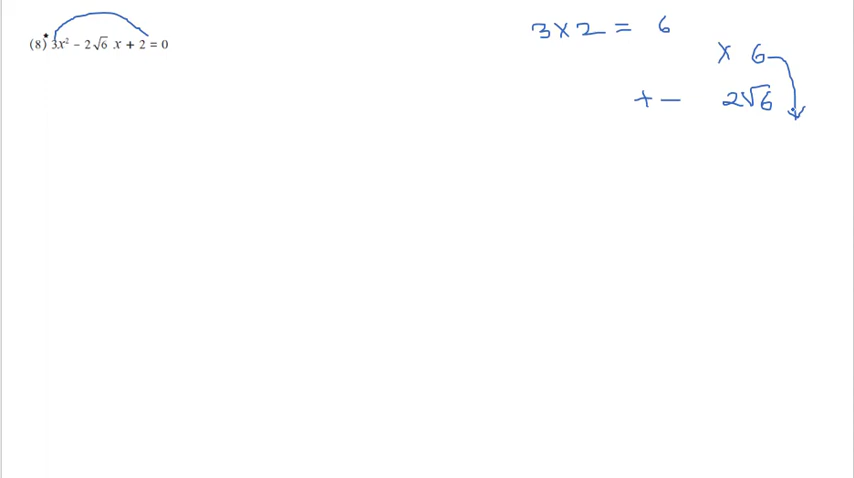 (8)* 3x² − 2√6 x + 2 = 0
3 × 2 = 6
× 6
+ − 2√6